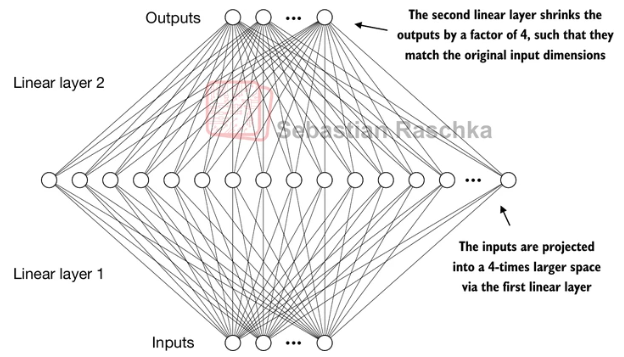 Outputs
•••
The second linear layer shrinks the
outputs by a factor of 4, such that they
match the original input dimensions
Linear layer 2
Sebastian Raschka
•••
The inputs are projected
into a 4-times larger space
via the first linear layer
Linear layer 1
Inputs
•••